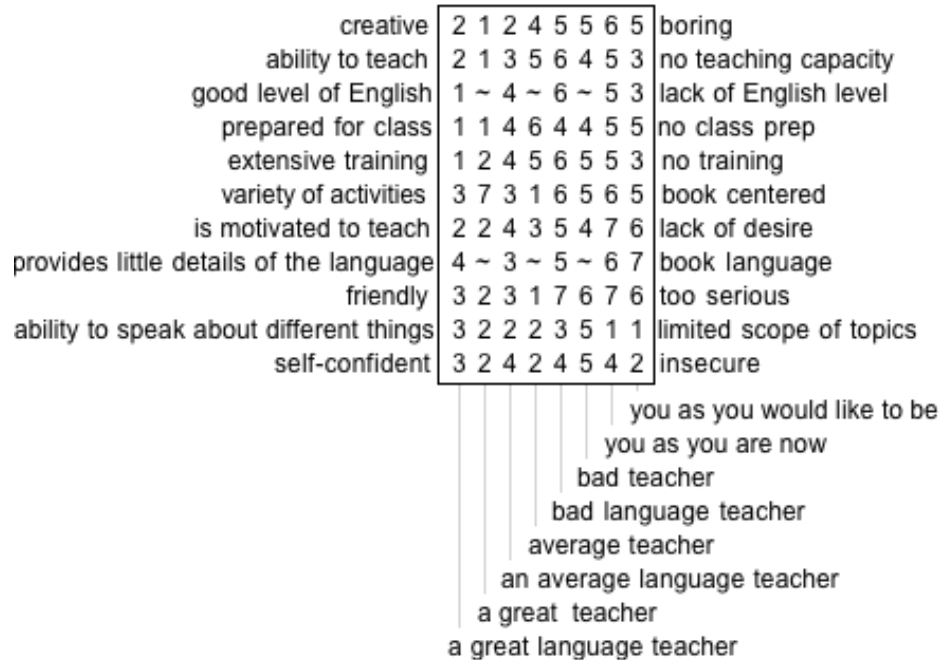 creative 2 1 2 4 5 5 6 5 boring
ability to teach 2 1 3 5 6 4 5 3 no teaching capacity
good level of English 1 ~ 4 ~ 6 ~ 5 3 lack of English level
prepared for class 1 1 4 6 4 4 5 5 no class prep
extensive training 1 2 4 5 6 5 5 3 no training
variety of activities 3 7 3 1 6 5 6 5 book centered
is motivated to teach 2 2 4 3 5 4 7 6 lack of desire
provides little details of the language 4 ~ 3 ~ 5 ~ 6 7 book language
friendly 3 2 3 1 7 6 7 6 too serious
ability to speak about different things 3 2 2 2 3 5 1 1 limited scope of topics
self-confident 3 2 4 2 4 5 4 2 insecure
you as you would like to be
you as you are now
bad teacher
bad language teacher
average teacher
an average language teacher
a great teacher
a great language teacher